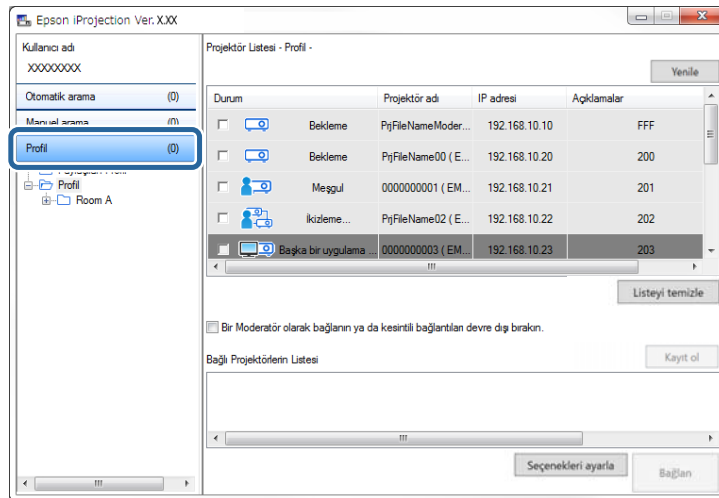 Epson iProjection Ver. X.XX
Kullanıcı adı
XXXXXXXX
Otomatik arama (0)
Manuel arama (0)
Profil (0)
Paylaşılan Profil
Profil
Room A
Projektör Listesi - Profil -
Yenile
Durum Projektör adı IP adresi Açıklamalar
Bekleme PrjFileNameModer... 192.168.10.10 FFF
Bekleme PrjFileName00 ( E... 192.168.10.20 200
Meşgul 0000000001 ( EM... 192.168.10.21 201
İkizleme... PrjFileName02 ( E... 192.168.10.22 202
Başka bir uygulama ... 0000000003 ( EM... 192.168.10.23 203
Listeyi temizle
Bir Moderatör olarak bağlanın ya da kesintili bağlantıları devre dışı bırakın.
Bağlı Projektörlerin Listesi
Kayıt ol
Seçenekleri ayarla
Bağlan